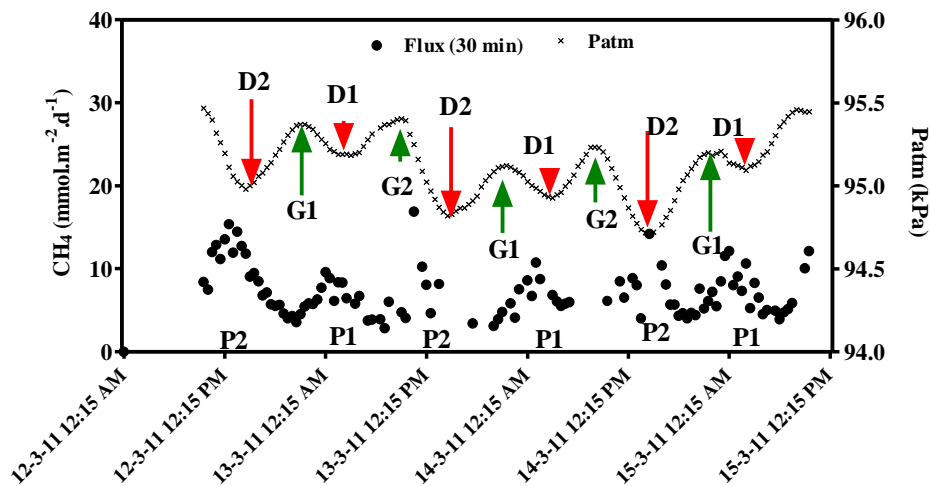 40
30
20
10
0
CH₄ (mmol.m⁻².d⁻¹)
96.0
95.5
95.0
94.5
94.0
Patm (kPa)
Flux (30 min)
Patm
D2
D1
D2
D1
D2
D1
G1
G2
G1
G2
G1
P2
P1
P2
P1
P2
P1
12-3-11 12:15 AM
12-3-11 12:15 PM
13-3-11 12:15 AM
13-3-11 12:15 PM
14-3-11 12:15 AM
14-3-11 12:15 PM
15-3-11 12:15 AM
15-3-11 12:15 PM